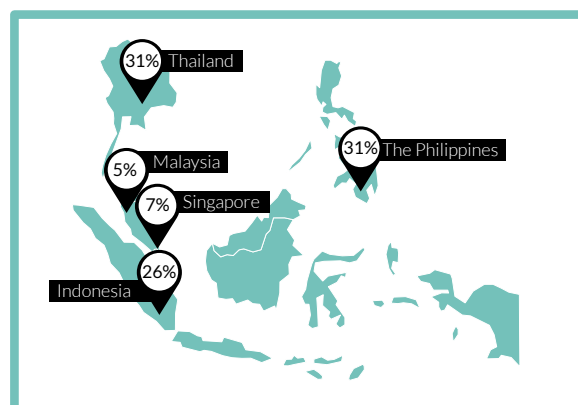 31% Thailand
31% The Philippines
5% Malaysia
7% Singapore
26%
Indonesia